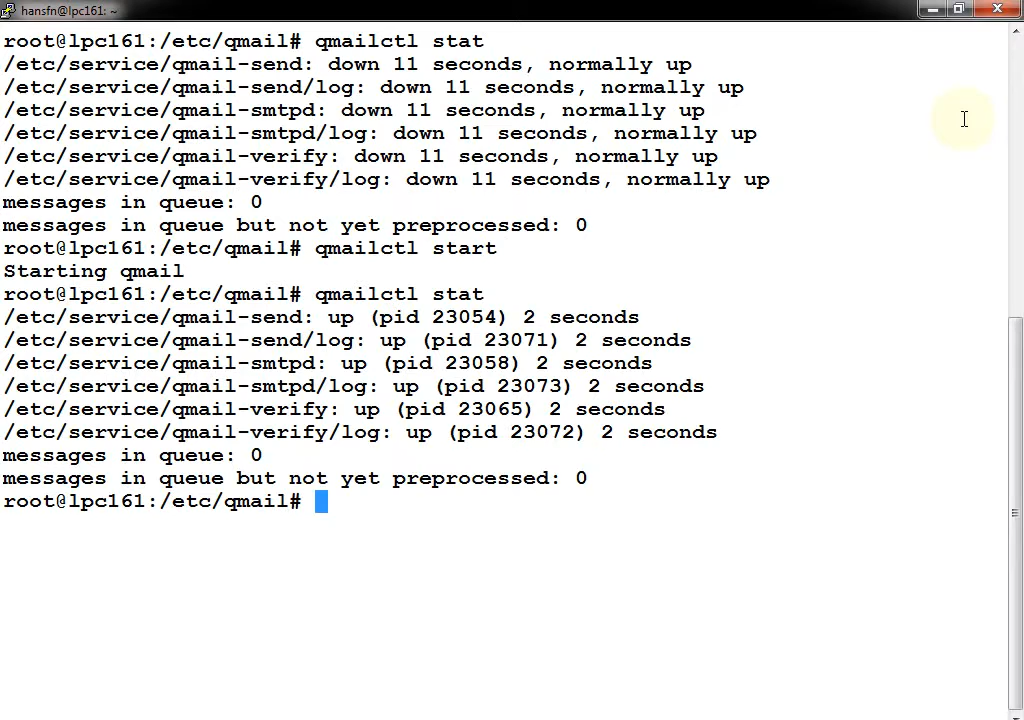 hansfn@lpc161: ~
root@lpc161:/etc/qmail# qmailctl stat
/etc/service/qmail-send: down 11 seconds, normally up
/etc/service/qmail-send/log: down 11 seconds, normally up
/etc/service/qmail-smtpd: down 11 seconds, normally up
/etc/service/qmail-smtpd/log: down 11 seconds, normally up
/etc/service/qmail-verify: down 11 seconds, normally up
/etc/service/qmail-verify/log: down 11 seconds, normally up
messages in queue: 0
messages in queue but not yet preprocessed: 0
root@lpc161:/etc/qmail# qmailctl start
Starting qmail
root@lpc161:/etc/qmail# qmailctl stat
/etc/service/qmail-send: up (pid 23054) 2 seconds
/etc/service/qmail-send/log: up (pid 23071) 2 seconds
/etc/service/qmail-smtpd: up (pid 23058) 2 seconds
/etc/service/qmail-smtpd/log: up (pid 23073) 2 seconds
/etc/service/qmail-verify: up (pid 23065) 2 seconds
/etc/service/qmail-verify/log: up (pid 23072) 2 seconds
messages in queue: 0
messages in queue but not yet preprocessed: 0
root@lpc161:/etc/qmail#